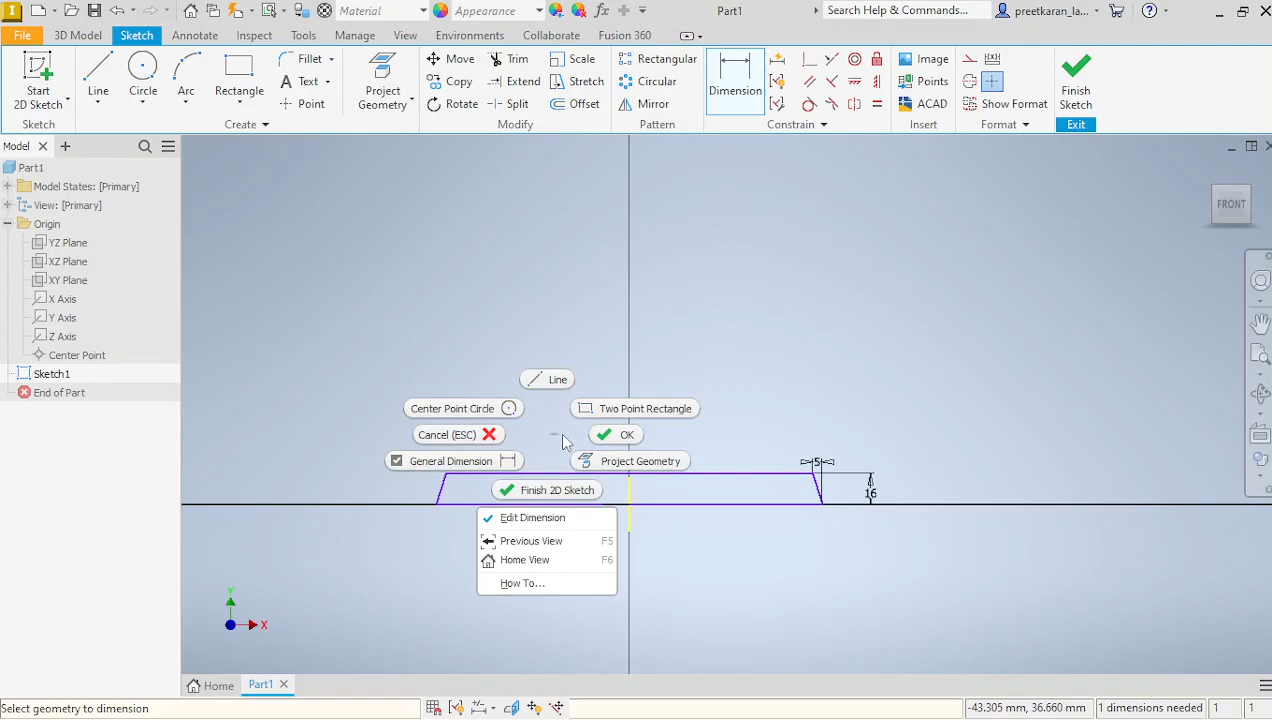 Material
Appearance
fx
Part1
Search Help & Commands...
preetkaran_la...
File
3D Model
Sketch
Annotate
Inspect
Tools
Manage
View
Environments
Collaborate
Fusion 360
Start
2D Sketch
Line
Circle
Arc
Rectangle
Fillet
A Text
Point
Project
Geometry
Move
Trim
Scale
Copy
Extend
Stretch
Rotate
Split
Offset
Rectangular
Circular
Mirror
Dimension
Image
Points
ACAD
Show Format
Finish
Sketch
Sketch
Create
Modify
Pattern
Constrain
Insert
Format
Exit
Model
Part1
Model States: [Primary]
View: [Primary]
Origin
YZ Plane
XZ Plane
XY Plane
X Axis
Y Axis
Z Axis
Center Point
Sketch1
End of Part
FRONT
Line
Center Point Circle
Two Point Rectangle
Cancel (ESC)
OK
General Dimension
Project Geometry
Finish 2D Sketch
5
16
Edit Dimension
Previous View F5
Home View F6
How To...
Y
X
Home
Part1
Select geometry to dimension
-43.305 mm, 36.660 mm
1 dimensions needed
1
1